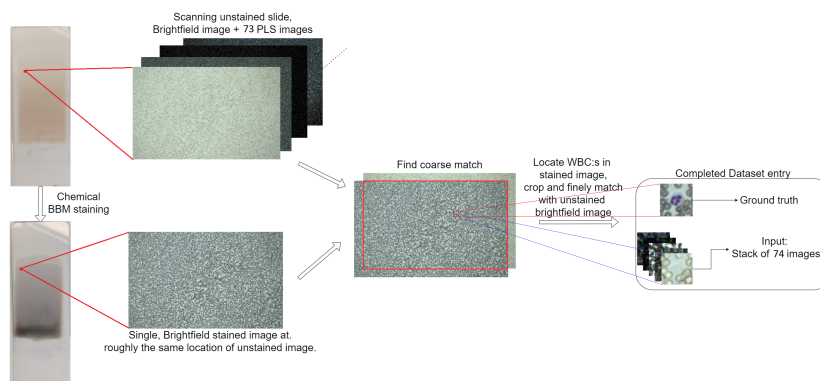 Scanning unstained slide,
Brightfield image + 73 PLS images
Chemical
BBM staining
Single, Brightfield stained image at.
roughly the same location of unstained image.
Find coarse match
Locate WBC:s in
stained image,
crop and finely match
with unstained
brightfield image
Completed Dataset entry
Ground truth
Input:
Stack of 74 images